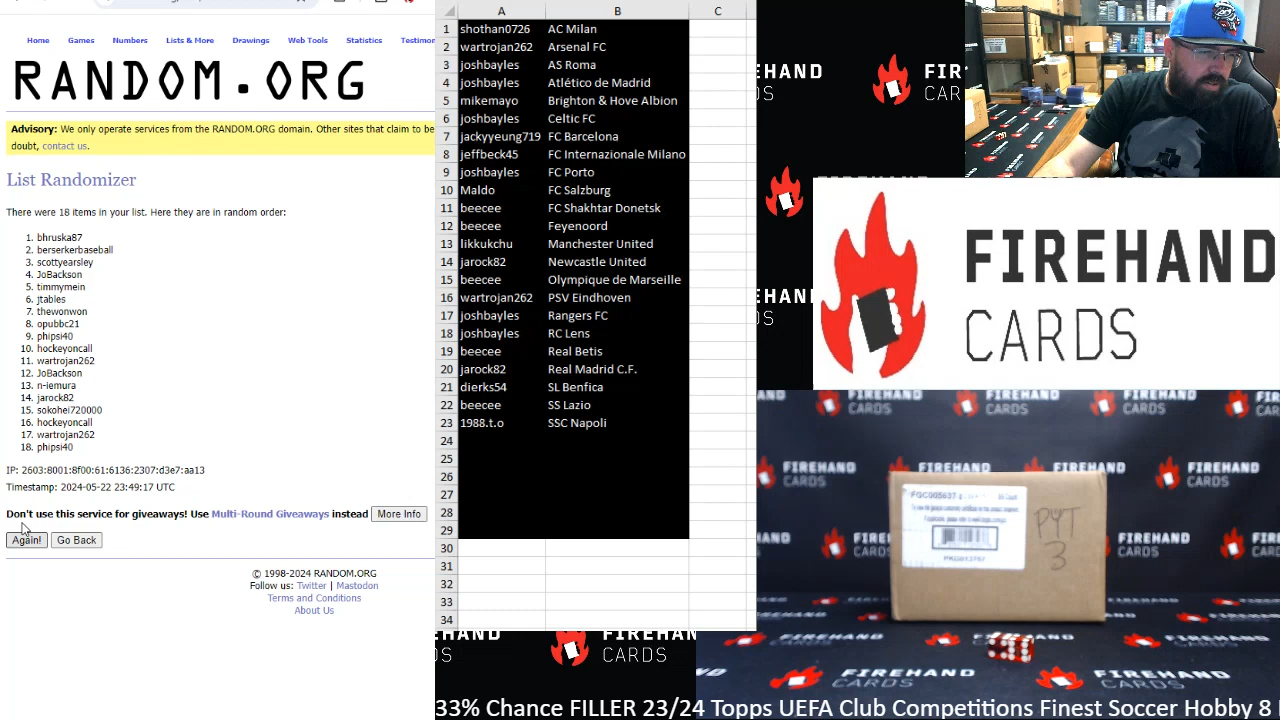 Home Games Numbers Lists & More Drawings Web Tools Statistics Testimor
RANDOM.ORG
Advisory: We only operate services from the RANDOM.ORG domain. Other sites that claim to be
doubt, contact us.
List Randomizer
There were 18 items in your list. Here they are in random order:
1. bhruska87
2. berserkerbaseball
3. scottyearsley
4. JoBackson
5. timmymein
6. jtables
7. thewonwon
8. opubbc21
9. phipsi40
10. hockeyoncall
11. wartrojan262
12. JoBackson
13. n-iemura
14. jarock82
15. sokohei720000
16. hockeyoncall
17. wartrojan262
18. phipsi40
IP: 2603:8001:8f00:61:6136:2307:d3e7:aa13
Timestamp: 2024-05-22 23:49:17 UTC
Don't use this service for giveaways! Use Multi-Round Giveaways instead More Info
Again! Go Back
© 1998-2024 RANDOM.ORG
Follow us: Twitter | Mastodon
Terms and Conditions
About Us
A B C
1 shothan0726 AC Milan
2 wartrojan262 Arsenal FC
3 joshbayles AS Roma
4 joshbayles Atlético de Madrid
5 mikemayo Brighton & Hove Albion
6 joshbayles Celtic FC
7 jackyyeung719 FC Barcelona
8 jeffbeck45 FC Internazionale Milano
9 joshbayles FC Porto
10 Maldo FC Salzburg
11 beecee FC Shakhtar Donetsk
12 beecee Feyenoord
13 likkukchu Manchester United
14 jarock82 Newcastle United
15 beecee Olympique de Marseille
16 wartrojan262 PSV Eindhoven
17 joshbayles Rangers FC
18 joshbayles RC Lens
19 beecee Real Betis
20 jarock82 Real Madrid C.F.
21 dierks54 SL Benfica
22 beecee SS Lazio
23 1988.t.o SSC Napoli
24
25
26
27
28
29
30
31
32
33
34
FIREHAND
CARDS
FGC005637
PYT
3
FIREHAND
CARDS
33% Chance FILLER 23/24 Topps UEFA Club Competitions Finest Soccer Hobby 8